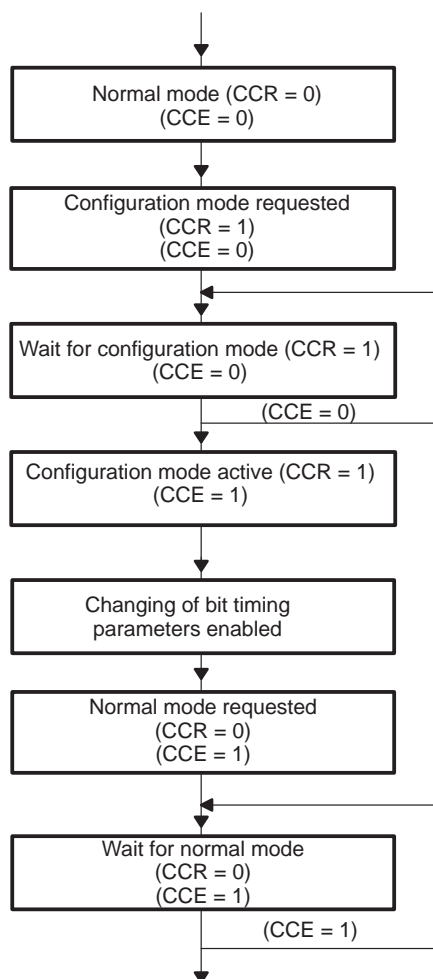 Normal mode (CCR = 0)
(CCE = 0)
Configuration mode requested
(CCR = 1)
(CCE = 0)
Wait for configuration mode (CCR = 1)
(CCE = 0)
(CCE = 0)
Configuration mode active (CCR = 1)
(CCE = 1)
Changing of bit timing
parameters enabled
Normal mode requested
(CCR = 0)
(CCE = 1)
Wait for normal mode
(CCR = 0)
(CCE = 1)
(CCE = 1)